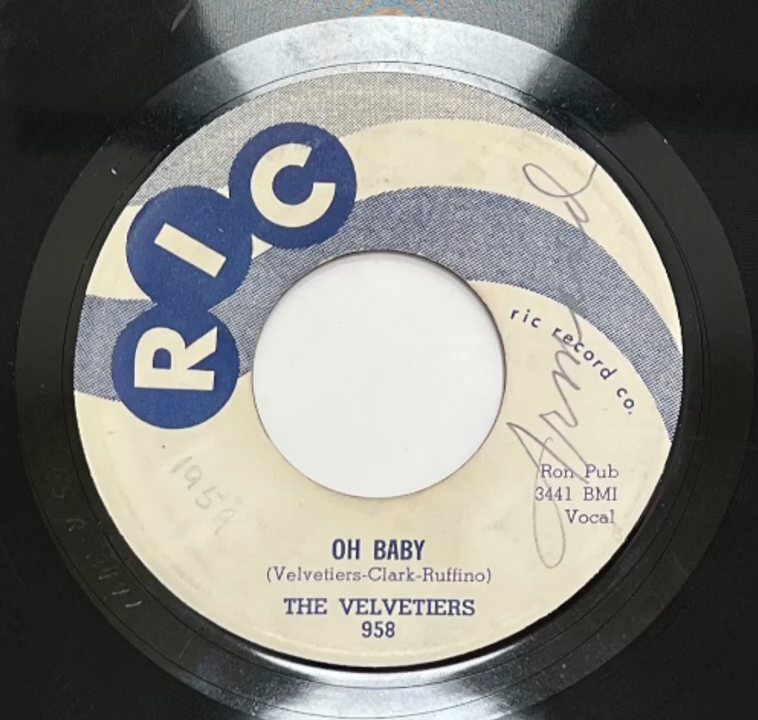 RIC
ric record co.
1959
Ron Pub
3441 BMI
Vocal
OH BABY
(Velvetiers-Clark-Ruffino)
THE VELVETIERS
958